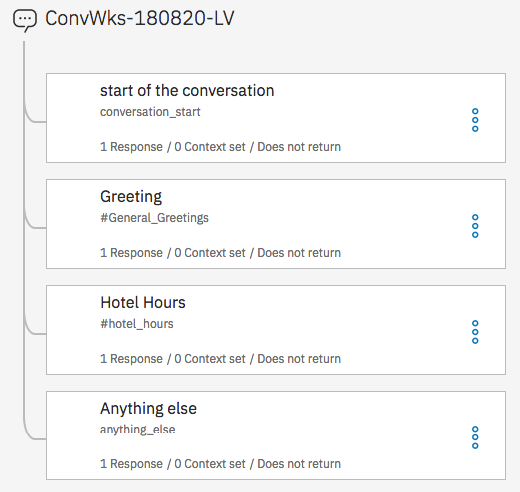 ConvWks-180820-LV
start of the conversation
conversation_start
1 Response / 0 Context set / Does not return
Greeting
#General_Greetings
1 Response / 0 Context set / Does not return
Hotel Hours
#hotel_hours
1 Response / 0 Context set / Does not return
Anything else
anything_else
1 Response / 0 Context set / Does not return